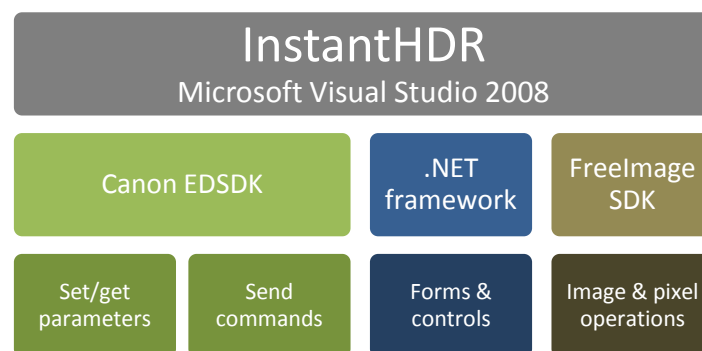 InstantHDR
Microsoft Visual Studio 2008
Canon EDSDK
.NET
framework
FreeImage
SDK
Set/get
parameters
Send
commands
Forms &
controls
Image & pixel
operations